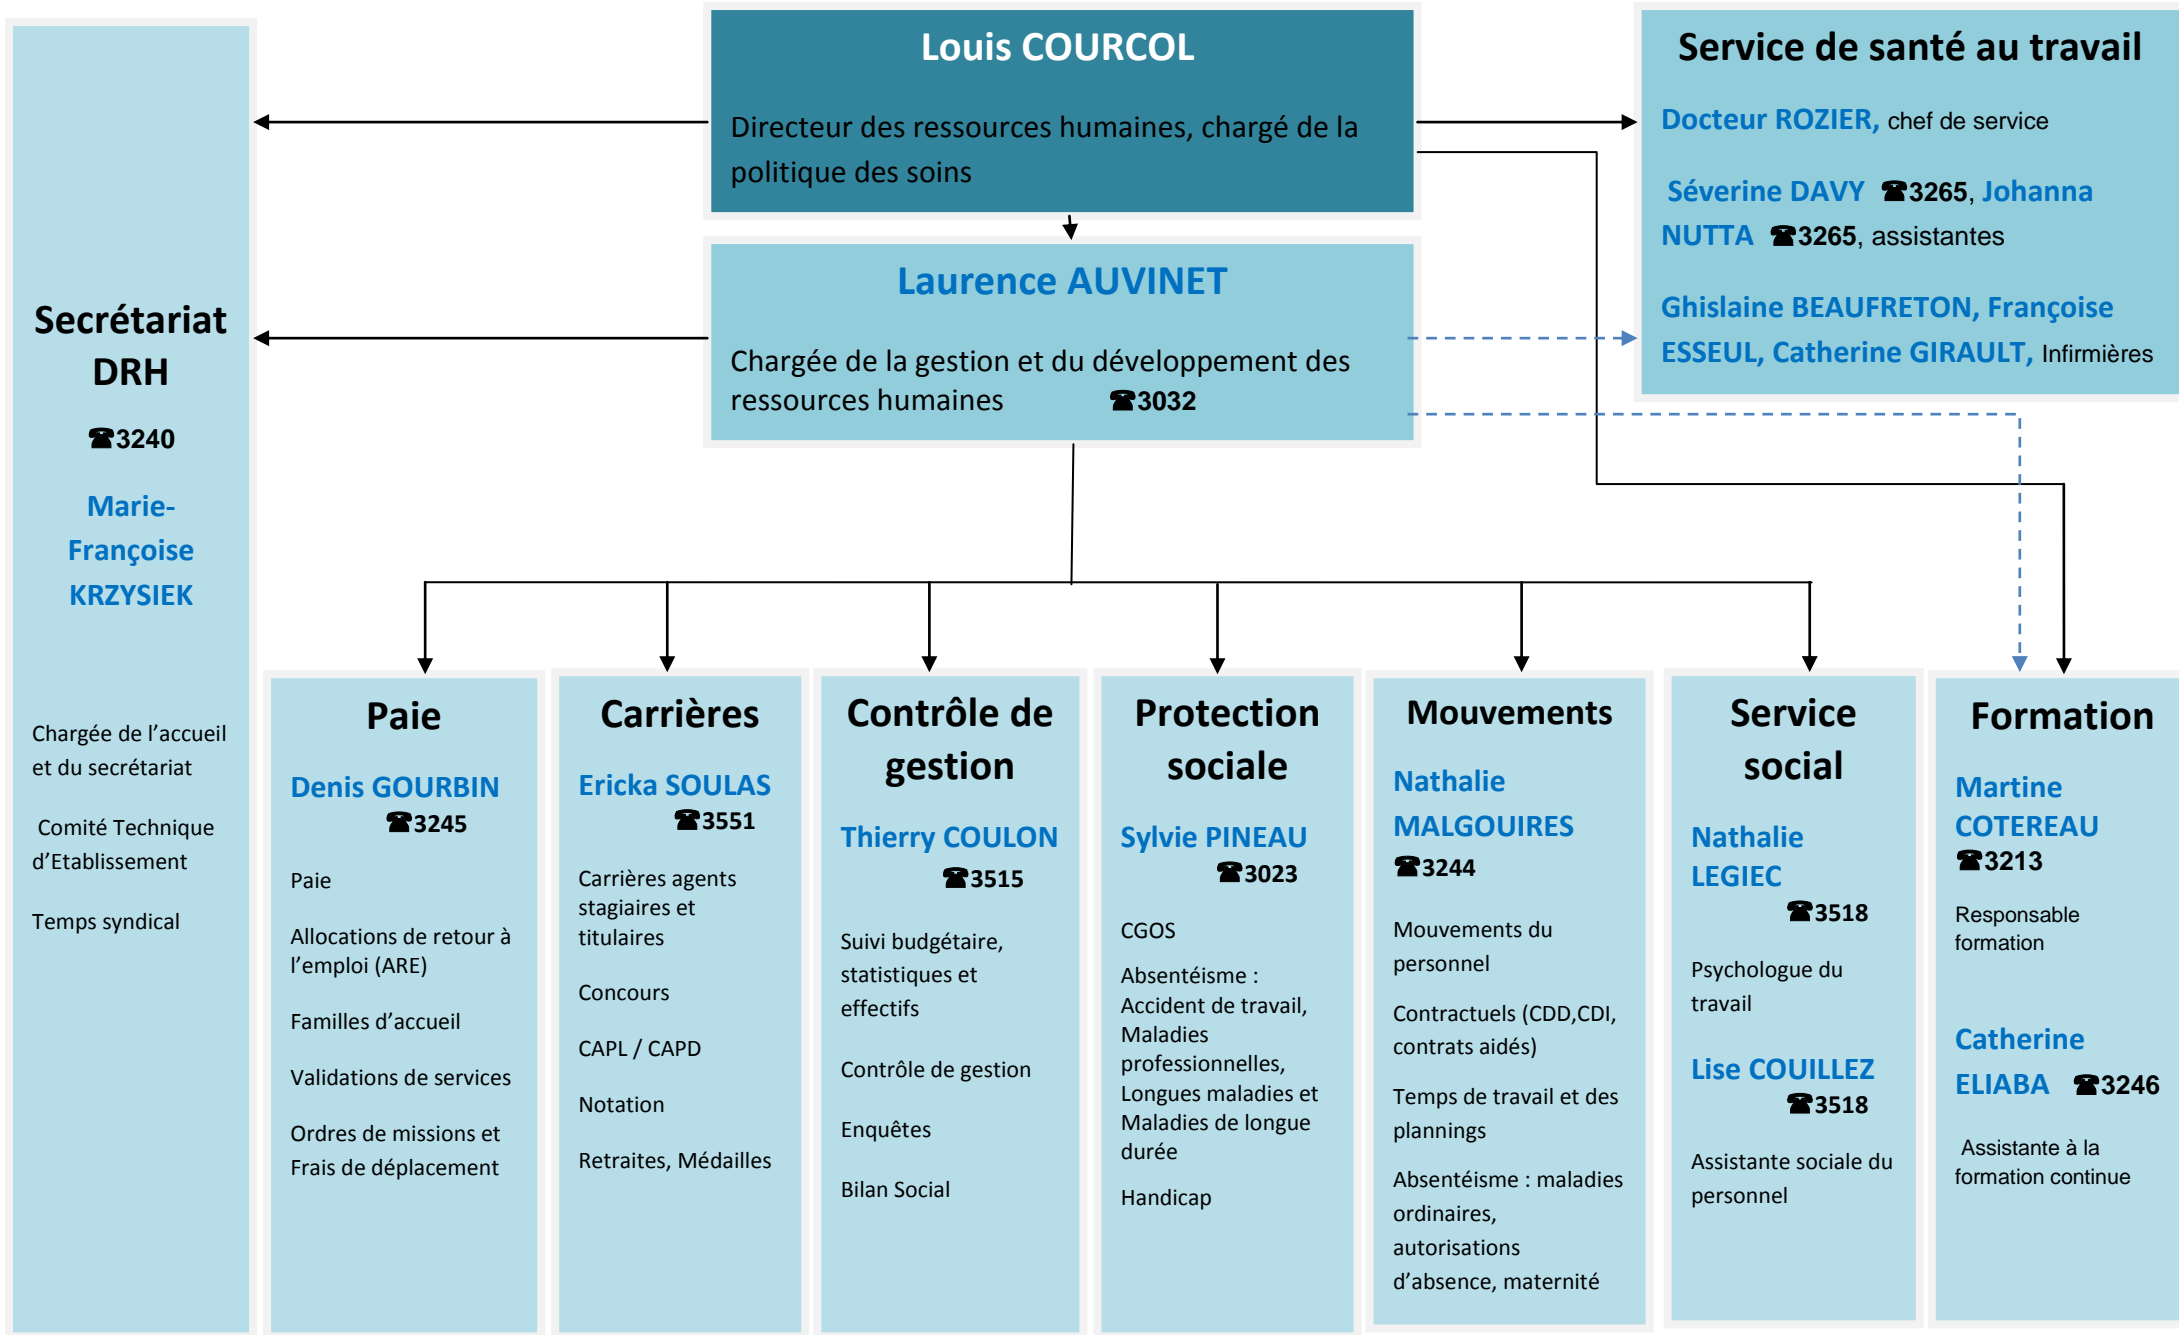 Louis COURCOL
Directeur des ressources humaines, chargé de la
politique des soins
Service de santé au travail
Docteur ROZIER, chef de service
Séverine DAVY ☎3265, Johanna
NUTTA ☎3265, assistantes
Ghislaine BEAUFRETON, Françoise
ESSEUL, Catherine GIRAULT, Infirmières
Laurence AUVINET
Chargée de la gestion et du développement des
ressources humaines ☎3032
Secrétariat
DRH
☎3240
Marie-
Françoise
KRZYSIEK
Chargée de l’accueil
et du secrétariat
Comité Technique
d’Etablissement
Temps syndical
Paie
Denis GOURBIN
☎3245
Paie
Allocations de retour à
l’emploi (ARE)
Familles d’accueil
Validations de services
Ordres de missions et
Frais de déplacement
Carrières
Ericka SOULAS
☎3551
Carrières agents
stagiaires et
titulaires
Concours
CAPL / CAPD
Notation
Retraites, Médailles
Contrôle de
gestion
Thierry COULON
☎3515
Suivi budgétaire,
statistiques et
effectifs
Contrôle de gestion
Enquêtes
Bilan Social
Protection
sociale
Sylvie PINEAU
☎3023
CGOS
Absentéisme :
Accident de travail,
Maladies
professionnelles,
Longues maladies et
Maladies de longue
durée
Handicap
Mouvements
Nathalie
MALGOUIRES
☎3244
Mouvements du
personnel
Contractuels (CDD,CDI,
contrats aidés)
Temps de travail et des
plannings
Absentéisme : maladies
ordinaires,
autorisations
d’absence, maternité
Service
social
Nathalie
LEGIEC
☎3518
Psychologue du
travail
Lise COUILLEZ
☎3518
Assistante sociale du
personnel
Formation
Martine
COTEREAU
☎3213
Responsable
formation
Catherine
ELIABA ☎3246
Assistante à la
formation continue